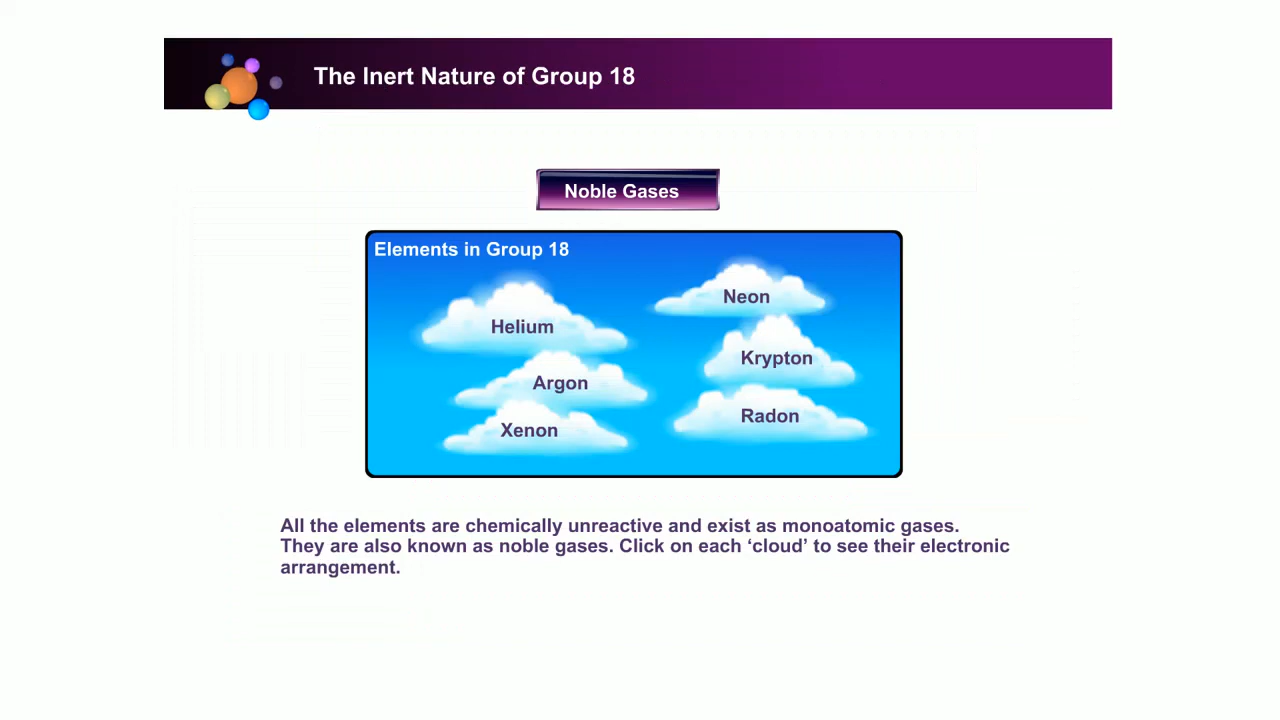 The Inert Nature of Group 18
Noble Gases
Elements in Group 18
Neon
Helium
Krypton
Argon
Radon
Xenon
All the elements are chemically unreactive and exist as monoatomic gases.
They are also known as noble gases. Click on each ‘cloud’ to see their electronic
arrangement.